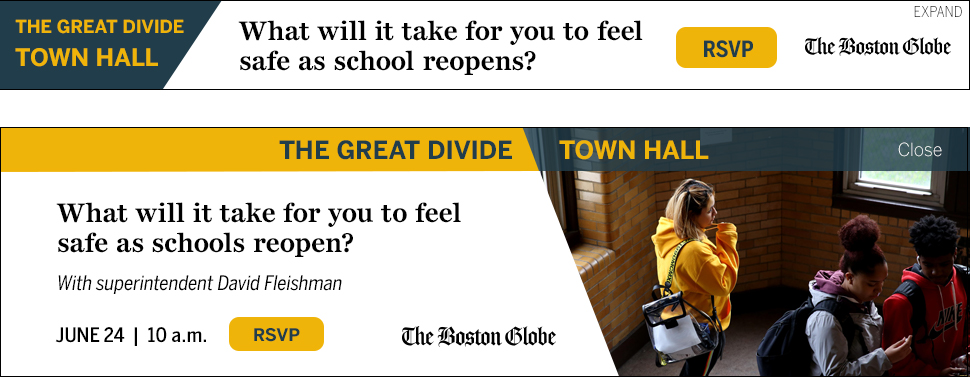 THE GREAT DIVIDE
TOWN HALL
What will it take for you to feel
safe as school reopens?
RSVP
The Boston Globe
EXPAND
THE GREAT DIVIDE TOWN HALL
Close
What will it take for you to feel
safe as schools reopen?
With superintendent David Fleishman
JUNE 24 | 10 a.m.
RSVP
The Boston Globe
NIKE